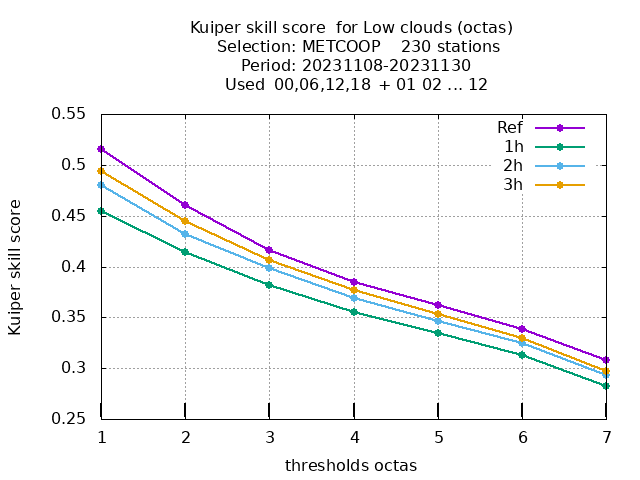 Kuiper skill score  for Low clouds (octas)
Selection: METCOOP    230 stations
Period: 20231108-20231130
Used  00,06,12,18 + 01 02 ... 12
0.55
0.5
0.45
0.4
0.35
0.3
0.25
Kuiper skill score
Ref
1h
2h
3h
1 2 3 4 5 6 7
thresholds octas